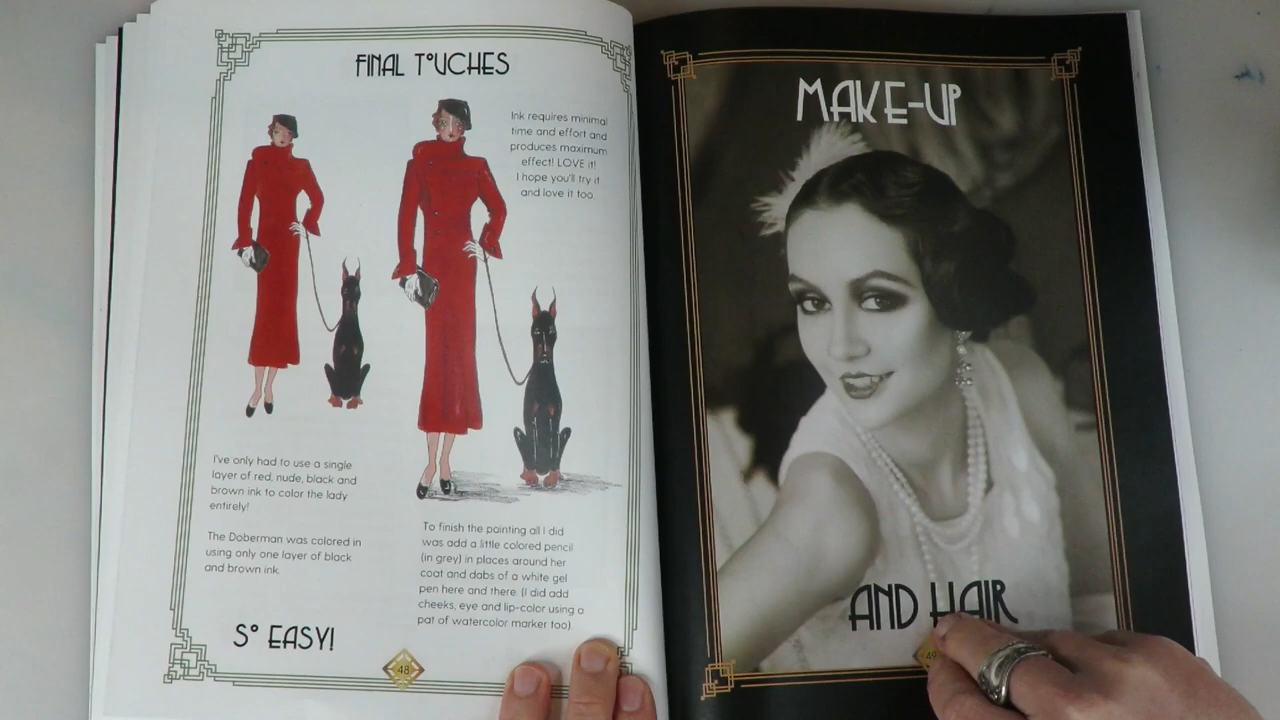 FINAL TOUCHES
Ink requires minimal
time and effort and
produces maximum
effect! LOVE it!
I hope you'll try it
and love it too.
I've only had to use a single
layer of red, nude, black and
brown ink to color the lady
entirely!
The Doberman was colored in
using only one layer of black
and brown ink.
To finish the painting all I did
was add a little colored pencil
(in grey) in places around her
coat and dabs of a white gel
pen here and there. (I did add
cheeks, eye and lip-color using a
pat of watercolor marker too).
SO EASY!
48
MAKE-UP
AND HAIR
49